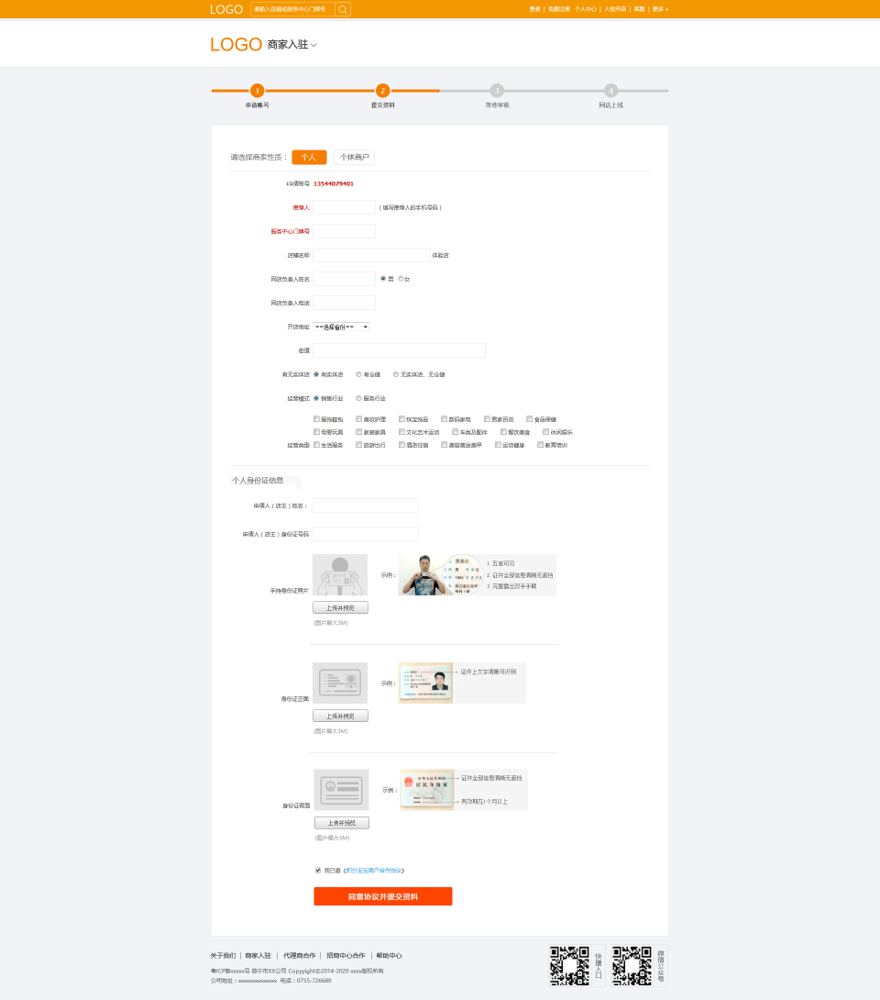 LOGO 请输入店铺或服务中心门牌号 登录 | 免费注册 个人中心 | 入驻开店 | 客服 | 更多+
LOGO 商家入驻
1 2 3 4
申请账号 提交资料 等待审核 网店上线
请选择商家性质： 个人 个体商户
申请账号 13544079401
推荐人 （填写推荐人的手机号码）
服务中心门牌号
店铺名称 体验店
网店负责人姓名 男 女
网店负责人电话
开店地址 ==选择省份==
街道
有无实体店 有实体店 有仓储 无实体店、无仓储
经营模式 销售行业 服务行业
服饰鞋包 美妆护理 珠宝饰品 数码家电 居家百货 食品保健
母婴玩具 家装家具 文化艺术运动 车类及配件 餐饮美食 休闲娱乐
经营类型 生活服务 旅游出行 酒店住宿 美容美发美甲 运动健身 教育培训
个人身份证信息
申请人（店主）姓名：
申请人（店主）身份证号码
手持身份证照片 示例：
1. 五官可见
2. 证件全部信息清晰无遮挡
3. 完整露出双手手臂
上传并预览
(图片最大3M)
身份证正面 示例： 证件上文字清晰可识别
上传并预览
(图片最大3M)
身份证背面 示例：
中华人民共和国
居民身份证
证件全部信息清晰无遮挡
有效期在1个月以上
上传并预览
(图片最大3M)
我已看《积分宝宝商户合作协议》
同意协议并提交资料
关于我们 | 商家入驻 | 代理商合作 | 招商中心合作 | 帮助中心
粤ICP备xxxxx号 普宁市XX公司 Copyright©2014-2020 xxxx版权所有
公司地址：xxxxxxxxxxxxx 电话：0755-726689
快捷入口
微信公众号